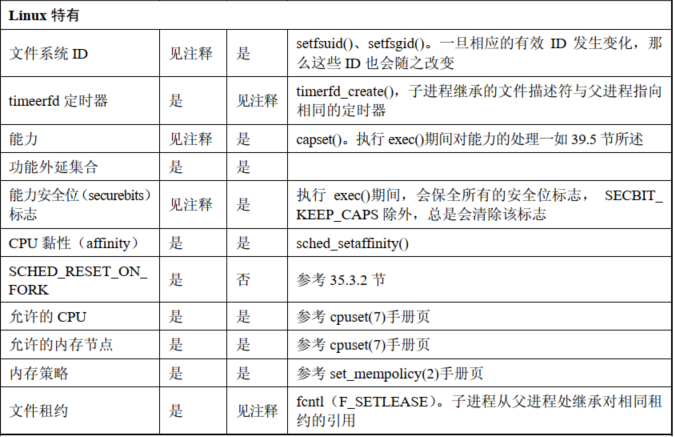 Linux 特有
文件系统 ID 见注释 是 setfsuid()、setfsgid()。一旦相应的有效 ID 发生变化，那
么这些 ID 也会随之改变
timeerfd 定时器 是 见注释 timerfd_create()，子进程继承的文件描述符与父进程指向
相同的定时器
能力 见注释 是 capset()。执行 exec()期间对能力的处理一如 39.5 节所述
功能外延集合 是 是
能力安全位（securebits）
标志 见注释 是 执行 exec()期间，会保全所有的安全位标志， SECBIT_
KEEP_CAPS 除外，总是会清除该标志
CPU 黏性（affinity） 是 是 sched_setaffinity()
SCHED_RESET_ON_
FORK 是 否 参考 35.3.2 节
允许的 CPU 是 是 参考 cpuset(7)手册页
允许的内存节点 是 是 参考 cpuset(7)手册页
内存策略 是 是 参考 set_mempolicy(2)手册页
文件租约 是 见注释 fcntl（F_SETLEASE）。子进程从父进程处继承对相同租
约的引用